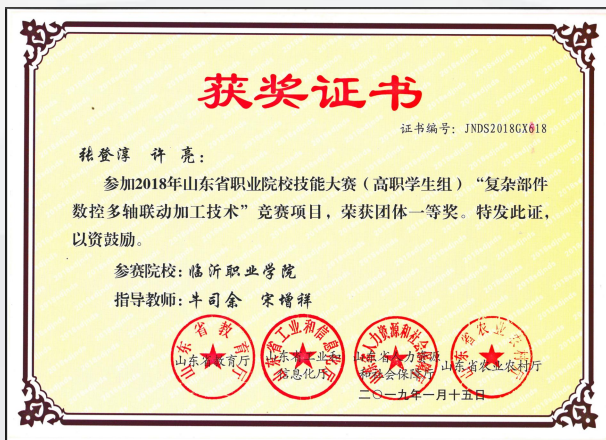 获奖证书
证书编号：JNDS2018GX618
张登淳 许亮：
参加2018年山东省职业院校技能大赛（高职学生组）“复杂部件
数控多轴联动加工技术”竞赛项目，荣获团体一等奖。特发此证，
以资鼓励。
参赛院校：临沂职业学院
指导教师：牛司余 宋增祥
山东省教育厅 山东省工业和信息化厅 山东省人力资源和社会保障厅 山东省农业农村厅
二〇一九年一月十五日